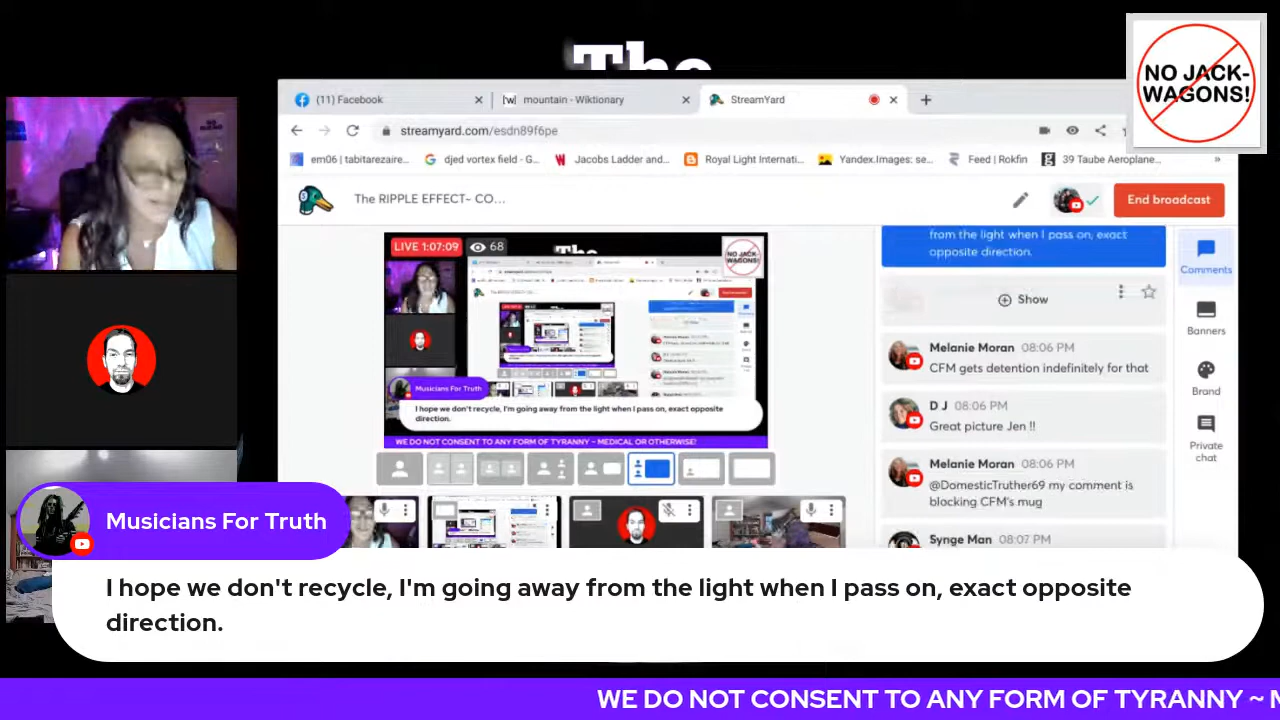 The
NO JACK-
WAGONS!
(11) Facebook
mountain - Wiktionary
StreamYard
streamyard.com/esdn89f6pe
em06 | tabitarezaire...
djed vortex field - G...
Jacobs Ladder and...
Royal Light Internati...
Yandex.Images: se...
Feed | Rokfin
39 Taube Aeroplane...
»
The RIPPLE EFFECT~ CO...
End broadcast
LIVE 1:07:09
68
The
NO JACK-
WAGONS!
Musicians For Truth
I hope we don't recycle, I'm going away from the light when I pass on, exact opposite
direction.
WE DO NOT CONSENT TO ANY FORM OF TYRANNY ~ MEDICAL OR OTHERWISE!
from the light when I pass on, exact
opposite direction.
Show
Melanie Moran 08:06 PM
CFM gets detention indefinitely for that
D J 08:06 PM
Great picture Jen !!
Melanie Moran 08:06 PM
@DomesticTruther69 my comment is
blocking CFM's mug
Synge Man 08:07 PM
Comments
Banners
Brand
Private
chat
Musicians For Truth
I hope we don't recycle, I'm going away from the light when I pass on, exact opposite
direction.
WE DO NOT CONSENT TO ANY FORM OF TYRANNY ~ M